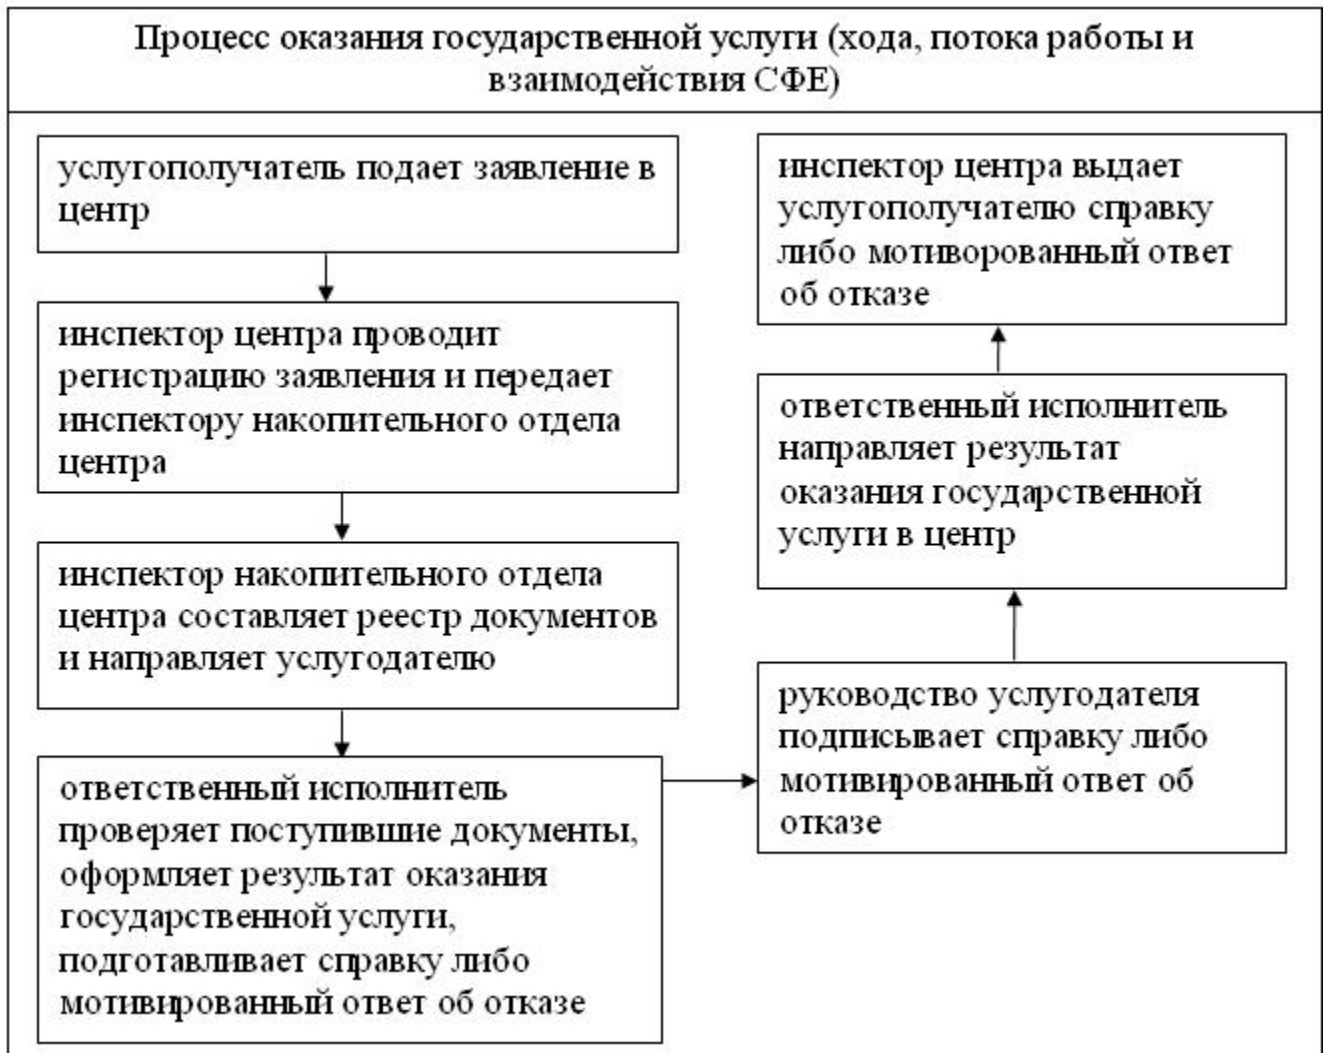 Процесс оказания государственной услуги (хода, потока работы и
взаимодействия СФЕ)
услугополучатель подает заявление в
центр
инспектор центра проводит
регистрацию заявления и передает
инспектору накопительного отдела
центра
инспектор накопительного отдела
центра составляет реестр документов
и направляет услугодателю
ответственный исполнитель
проверяет поступившие документы,
оформляет результат оказания
государственной услуги,
подготавливает справку либо
мотивированный ответ об отказе
руководство услугодателя
подписывает справку либо
мотивированный ответ об
отказе
ответственный исполнитель
направляет результат
оказания государственной
услуги в центр
инспектор центра выдает
услугополучателю справку
либо мотиворованный ответ
об отказе